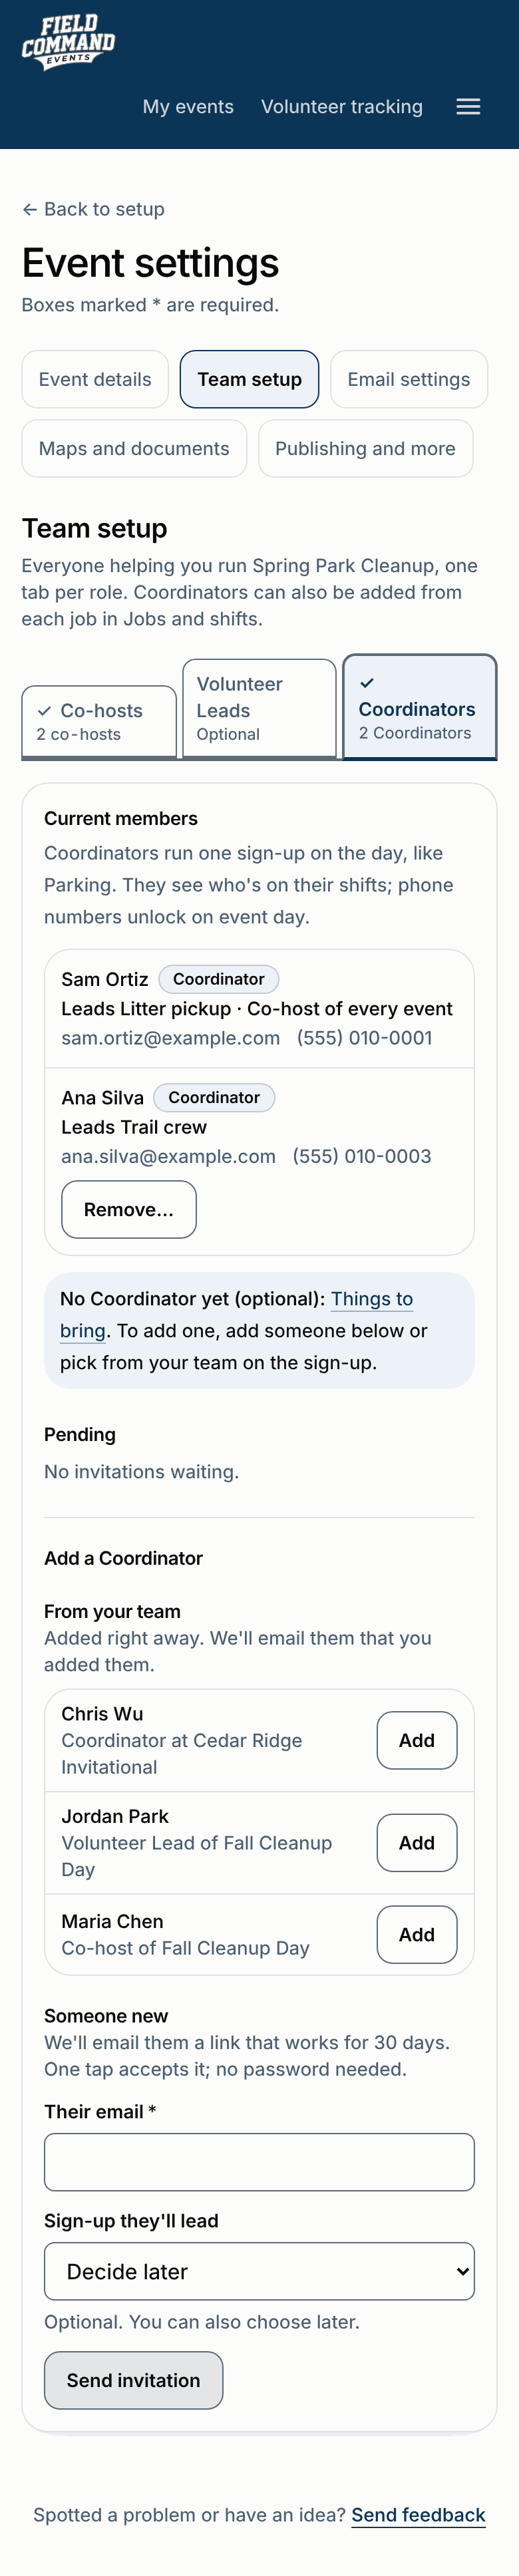 FIELD
COMMAND
EVENTS
My events Volunteer tracking
← Back to setup
Event settings
Boxes marked * are required.
Event details Team setup Email settings
Maps and documents Publishing and more
Team setup
Everyone helping you run Spring Park Cleanup, one
tab per role. Coordinators can also be added from
each job in Jobs and shifts.
✓ Co-hosts
2 co-hosts
Volunteer
Leads
Optional
✓
Coordinators
2 Coordinators
Current members
Coordinators run one sign-up on the day, like
Parking. They see who's on their shifts; phone
numbers unlock on event day.
Sam Ortiz Coordinator
Leads Litter pickup · Co-host of every event
sam.ortiz@example.com (555) 010-0001
Ana Silva Coordinator
Leads Trail crew
ana.silva@example.com (555) 010-0003
Remove...
No Coordinator yet (optional): Things to
bring. To add one, add someone below or
pick from your team on the sign-up.
Pending
No invitations waiting.
Add a Coordinator
From your team
Added right away. We'll email them that you
added them.
Chris Wu
Coordinator at Cedar Ridge
Invitational
Add
Jordan Park
Volunteer Lead of Fall Cleanup
Day
Add
Maria Chen
Co-host of Fall Cleanup Day
Add
Someone new
We'll email them a link that works for 30 days.
One tap accepts it; no password needed.
Their email *
Sign-up they'll lead
Decide later
Optional. You can also choose later.
Send invitation
Spotted a problem or have an idea? Send feedback